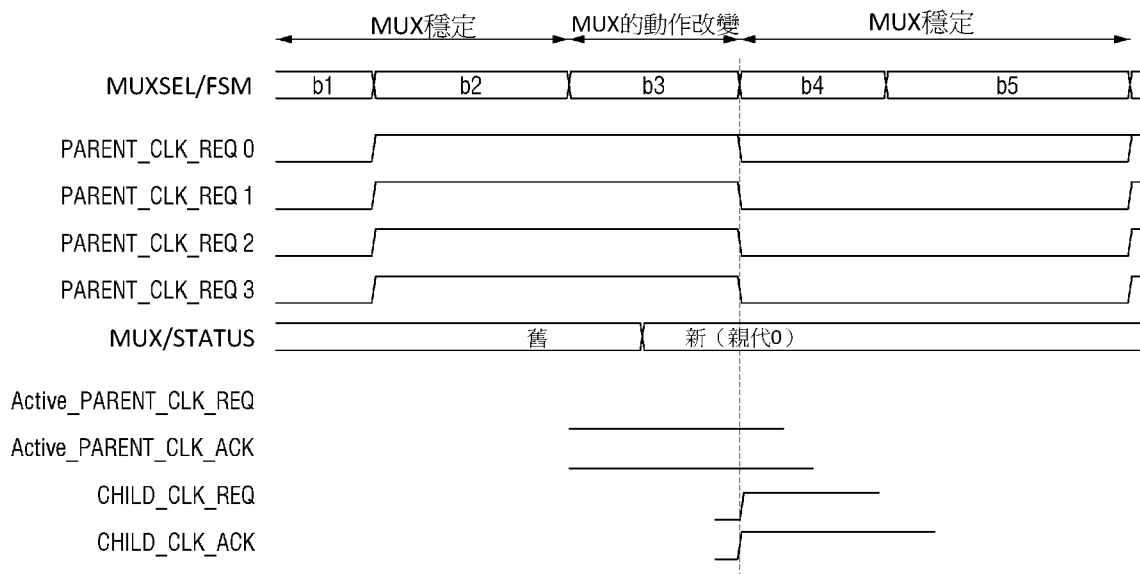 MUX穩定 MUX的動作改變 MUX穩定
MUXSEL/FSM b1 b2 b3 b4 b5
PARENT_CLK_REQ 0
PARENT_CLK_REQ 1
PARENT_CLK_REQ 2
PARENT_CLK_REQ 3
MUX/STATUS 舊 新（親代0）
Active_PARENT_CLK_REQ
Active_PARENT_CLK_ACK
CHILD_CLK_REQ
CHILD_CLK_ACK